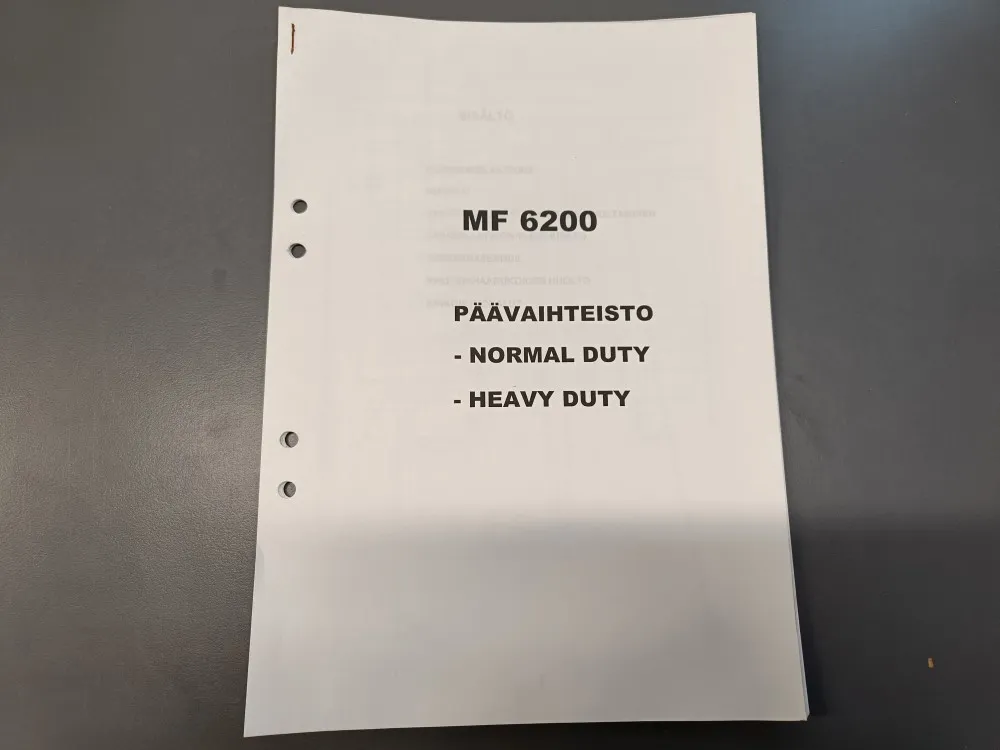 MF 6200
PÄÄVAIHTEISTO
- NORMAL DUTY
- HEAVY DUTY